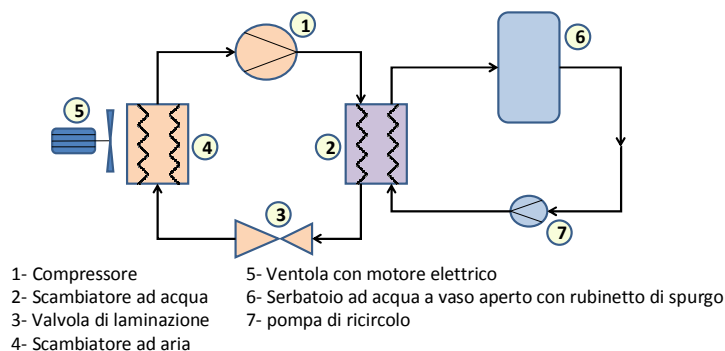 1
6
5
4
2
3
7
1- Compressore
2- Scambiatore ad acqua
3- Valvola di laminazione
4- Scambiatore ad aria
5- Ventola con motore elettrico
6- Serbatoio ad acqua a vaso aperto con rubinetto di spurgo
7- pompa di ricircolo